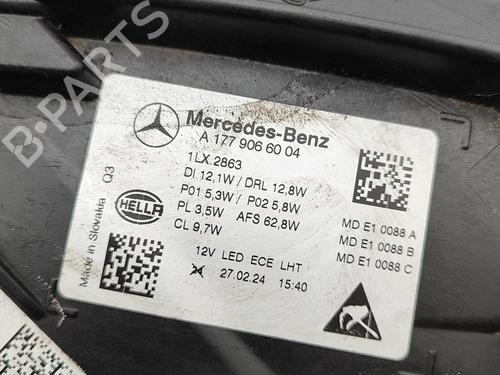 B-PARTS
Mercedes-Benz
A 177 906 60 04
1LX.2863
DI 12,1W / DRL 12,8W
P01 5,3W / P02 5,8W
PL 3,5W AFS 62,8W
CL 9,7W
HELLA
12V LED ECE LHT
27.02.24 15:40
MD E1 0088 A
MD E1 0088 B
MD E1 0088 C
Made in Slovakia Q3